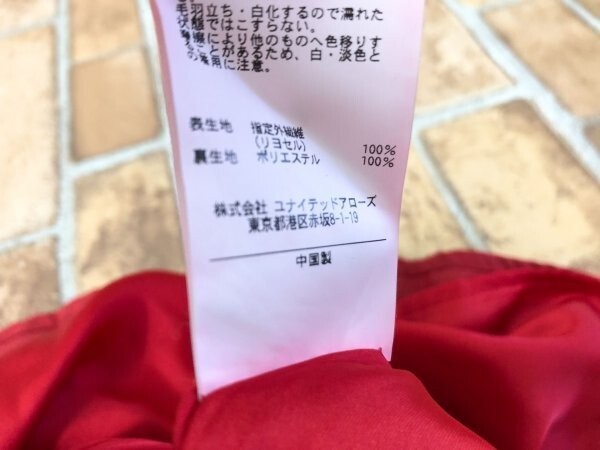 毛羽立ち・白化するので濡れた
状態ではこすらない。
摩擦により他のものへ色移りす
ることがあるため、白・淡色と
の着用に注意。
表生地 指定外繊維
(リヨセル) 100%
裏生地 ポリエステル 100%
株式会社 ユナイテッドアローズ
東京都港区赤坂8-1-19
中国製